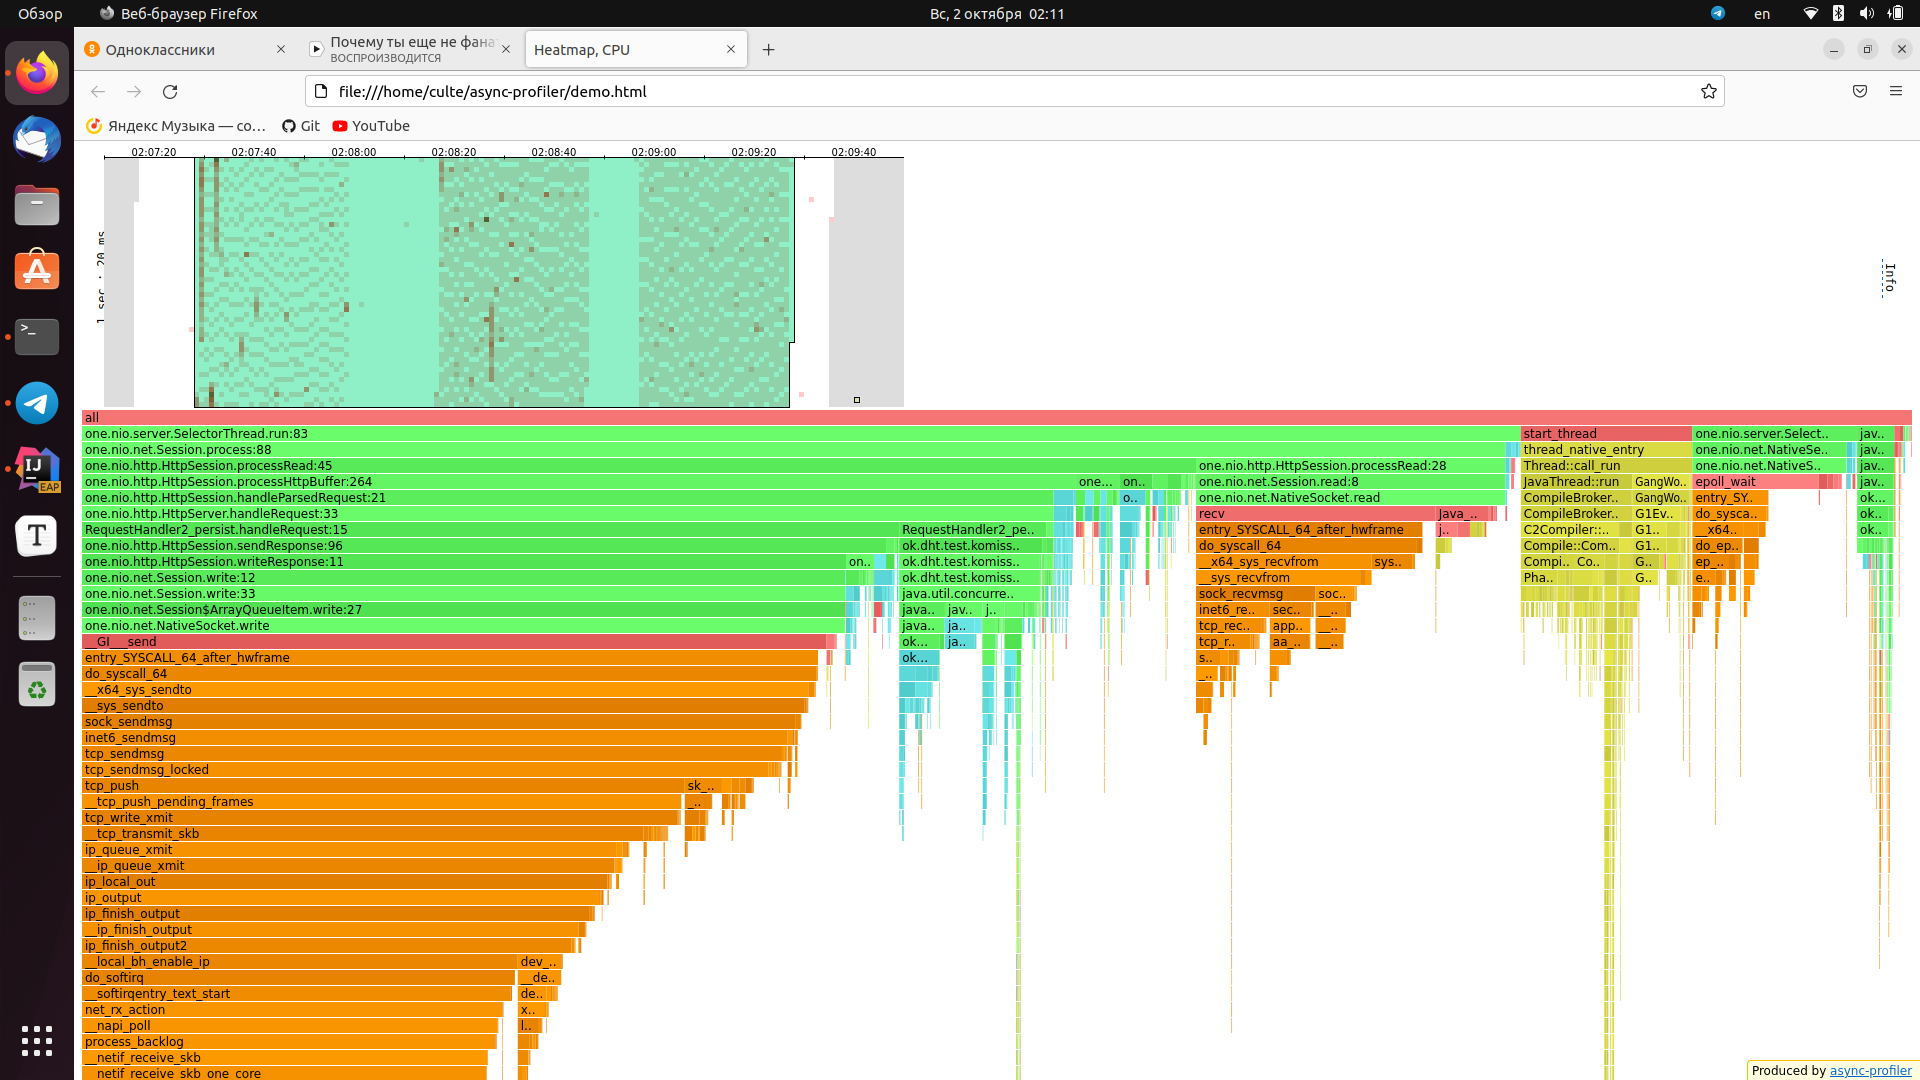 Обзор
Веб-браузер Firefox
Вс, 2 октября 02:11
en
Одноклассники
Почему ты еще не фана
ВОСПРОИЗВОДИТСЯ
Heatmap, CPU
file:///home/culte/async-profiler/demo.html
Яндекс Музыка — со…
Git
YouTube
02:07:20 02:07:40 02:08:00 02:08:20 02:08:40 02:09:00 02:09:20 02:09:40
1 sec · 20 ms
Info
all
one.nio.server.SelectorThread.run:83 start_thread one.nio.server.Select.. jav..
one.nio.net.Session.process:88 thread_native_entry one.nio.net.NativeSe.. jav..
one.nio.http.HttpSession.processRead:45 one.nio.http.HttpSession.processRead:28 Thread::call_run one.nio.net.NativeS.. jav..
one.nio.http.HttpSession.processHttpBuffer:264 one... on.. one.nio.net.Session.read:8 JavaThread::run GangWo.. epoll_wait jav..
one.nio.http.HttpSession.handleParsedRequest:21 o.. one.nio.net.NativeSocket.read CompileBroker.. GangWo.. entry_SY.. ok...
one.nio.http.HttpServer.handleRequest:33 recv Java_.. CompileBroker.. G1Ev.. do_sysca.. ok..
RequestHandler2_persist.handleRequest:15 RequestHandler2_pe.. entry_SYSCALL_64_after_hwframe j.. C2Compiler::.. G1.. __x64.. ok..
one.nio.http.HttpSession.sendResponse:96 ok.dht.test.komiss.. do_syscall_64 Compile::Com.. G1.. do_ep..
one.nio.http.HttpSession.writeResponse:11 on.. ok.dht.test.komiss.. __x64_sys_recvfrom sys.. Compi.. Co.. G.. ep_..
one.nio.net.Session.write:12 ok.dht.test.komiss.. __sys_recvfrom Pha.. G.. e..
one.nio.net.Session.write:33 java.util.concurre.. sock_recvmsg soc..
one.nio.net.Session$ArrayQueueItem.write:27 java.. jav.. j.. inet6_re.. sec.. __..
one.nio.net.NativeSocket.write java.. ja.. tcp_rec.. app.. __..
__GI___send ok... ja.. tcp_r.. aa_.. __..
entry_SYSCALL_64_after_hwframe ok... s..
do_syscall_64 _..
__x64_sys_sendto
__sys_sendto
sock_sendmsg
inet6_sendmsg
tcp_sendmsg
tcp_sendmsg_locked
tcp_push sk_..
__tcp_push_pending_frames _..
tcp_write_xmit
__tcp_transmit_skb
ip_queue_xmit
__ip_queue_xmit
ip_local_out
ip_output
ip_finish_output
__ip_finish_output
ip_finish_output2
__local_bh_enable_ip dev_..
do_softirq __de..
__softirqentry_text_start de..
net_rx_action x..
__napi_poll l..
process_backlog
__netif_receive_skb
__netif_receive_skb_one_core
Produced by async-profiler
EAP